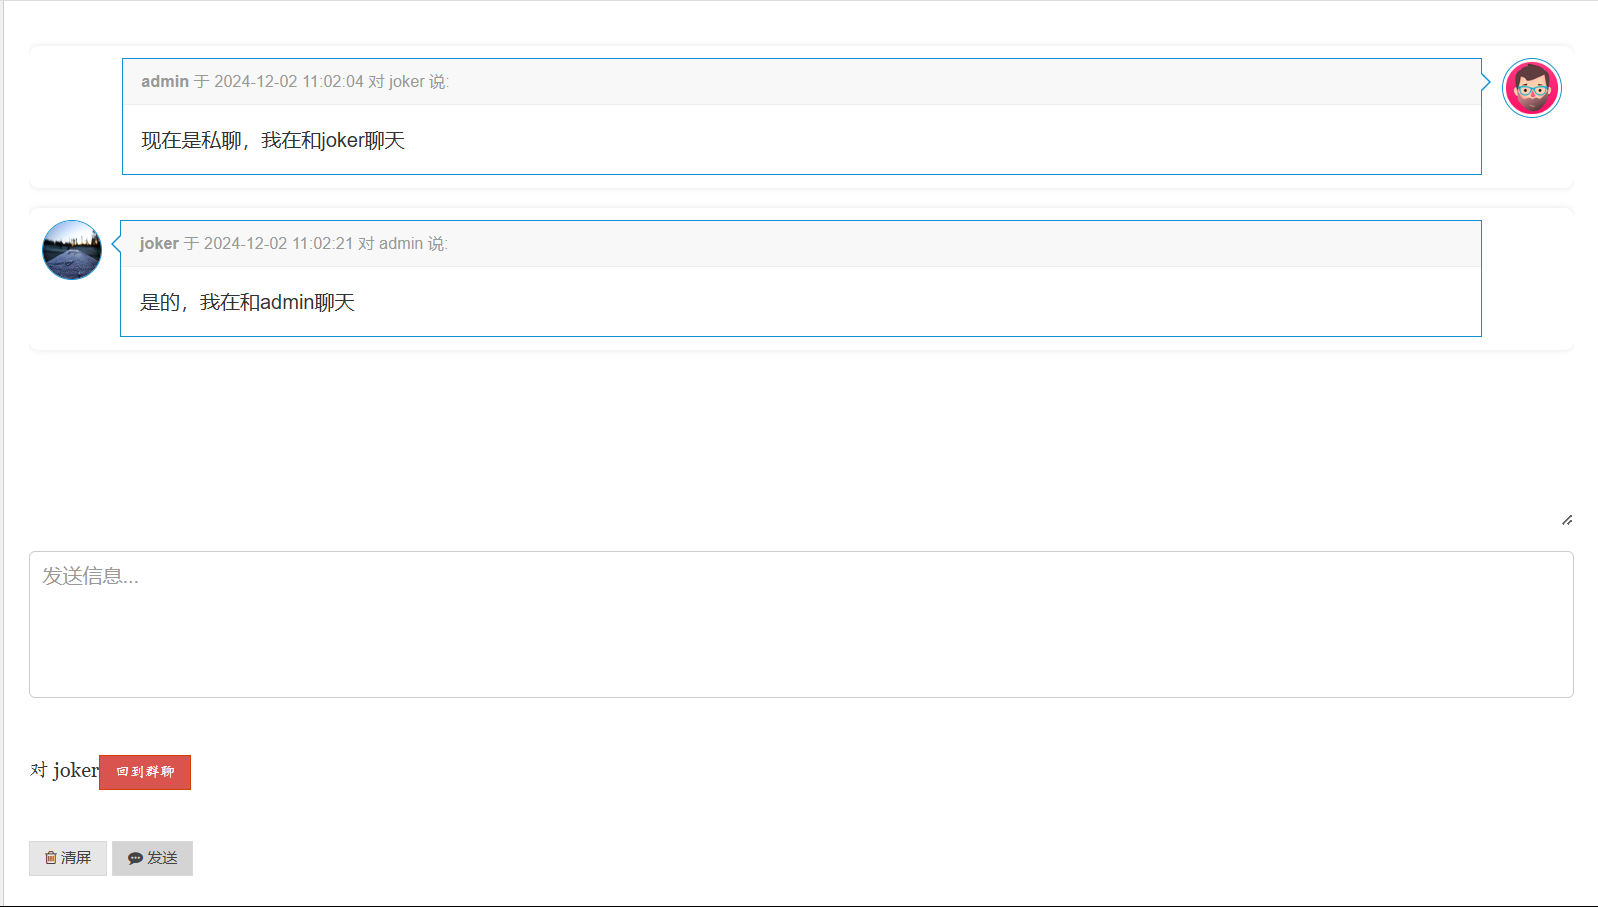 admin 于 2024-12-02 11:02:04 对 joker 说:
现在是私聊，我在和joker聊天
joker 于 2024-12-02 11:02:21 对 admin 说:
是的，我在和admin聊天
发送信息...
对 joker 回到群聊
清屏 发送